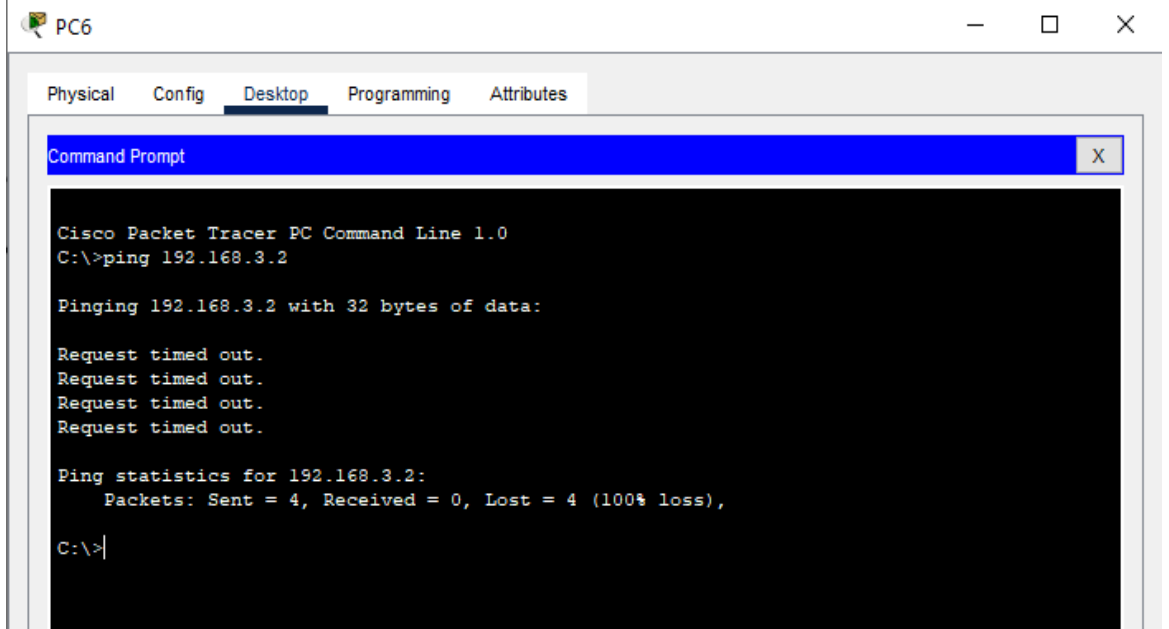 PC6
Physical Config Desktop Programming Attributes
Command Prompt X
Cisco Packet Tracer PC Command Line 1.0
C:\>ping 192.168.3.2
Pinging 192.168.3.2 with 32 bytes of data:
Request timed out.
Request timed out.
Request timed out.
Request timed out.
Ping statistics for 192.168.3.2:
Packets: Sent = 4, Received = 0, Lost = 4 (100% loss),
C:\>